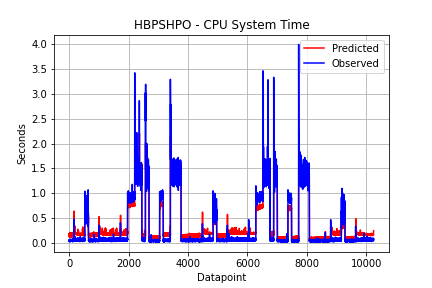 HBPSHPO - CPU System Time
Predicted
Observed
4.0
3.5
3.0
2.5
2.0
1.5
1.0
0.5
0.0
Seconds
0 2000 4000 6000 8000 10000
Datapoint